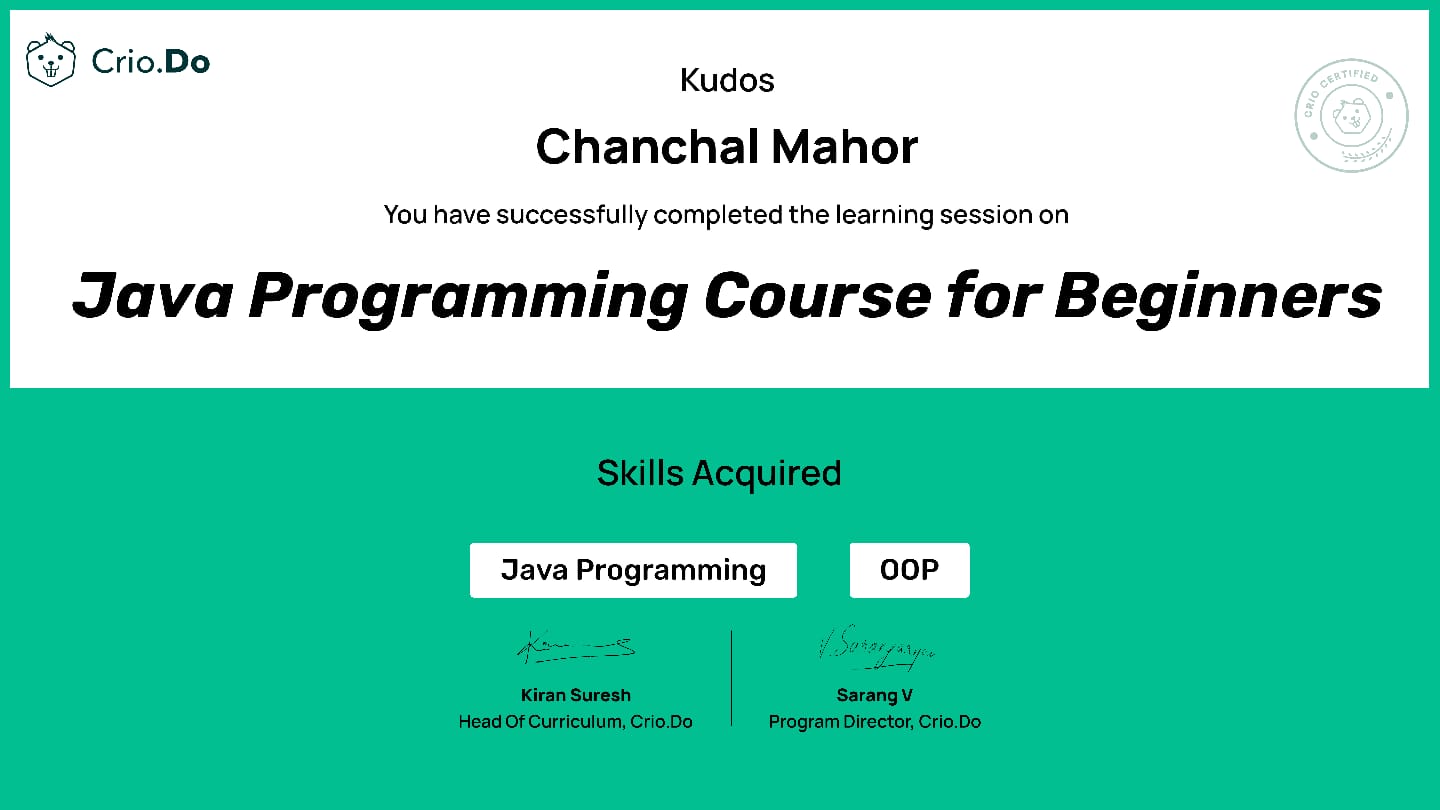 Crio.Do
CRIO CERTIFIED
Kudos
Chanchal Mahor
You have successfully completed the learning session on
Java Programming Course for Beginners
Skills Acquired
Java Programming
OOP
Kiran Suresh
Head Of Curriculum, Crio.Do
Sarang V
Program Director, Crio.Do